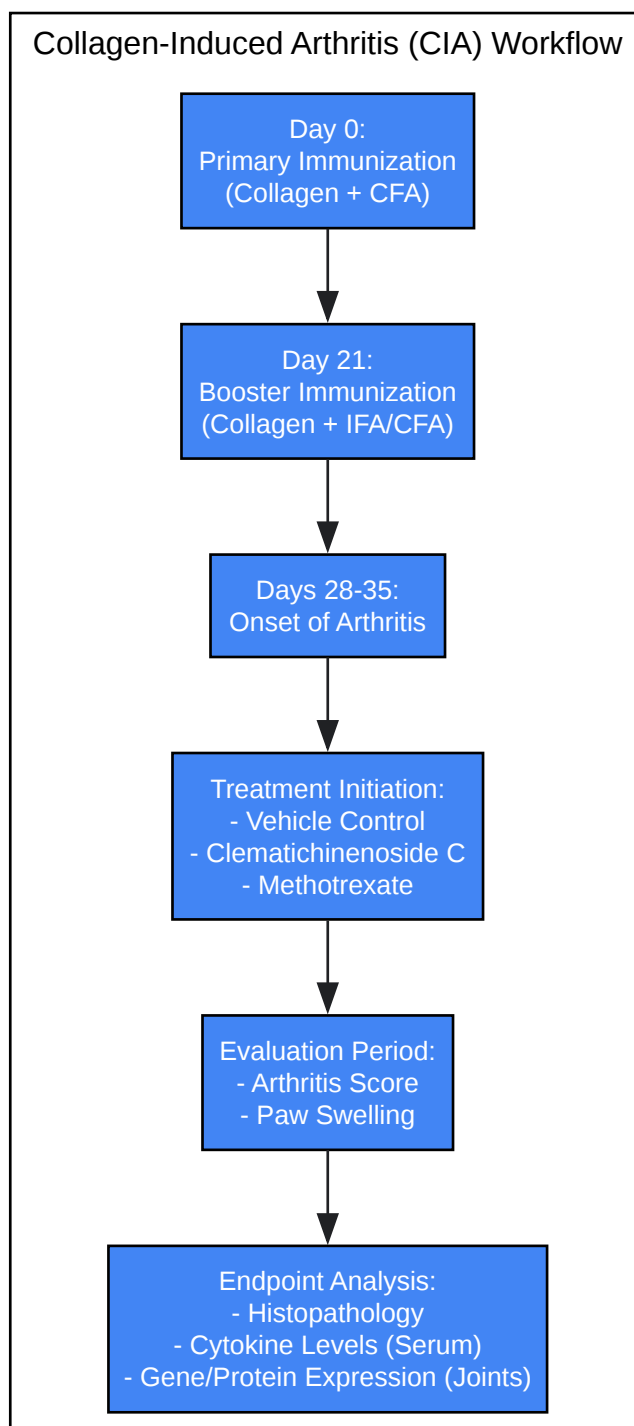 Collagen-Induced Arthritis (CIA) Workflow
Day 0:
Primary Immunization
(Collagen + CFA)
Day 21:
Booster Immunization
(Collagen + IFA/CFA)
Days 28-35:
Onset of Arthritis
Treatment Initiation:
- Vehicle Control
- Clematichinenoside C
- Methotrexate
Evaluation Period:
- Arthritis Score
- Paw Swelling
Endpoint Analysis:
- Histopathology
- Cytokine Levels (Serum)
- Gene/Protein Expression (Joints)